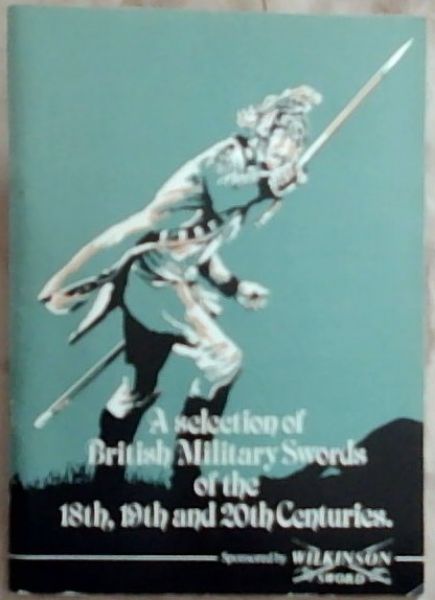 A selection of
British Military Swords
of the
18th, 19th and 20th Centuries.
Sponsored by WILKINSON
SWORD